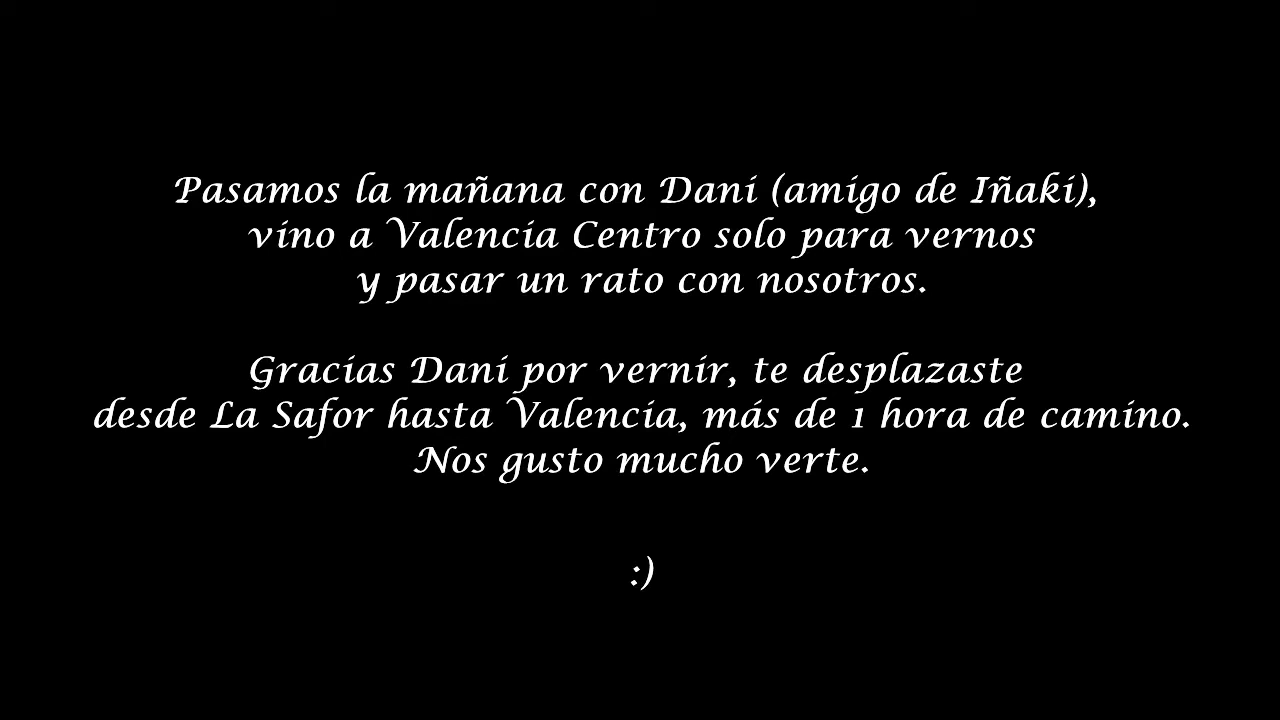 Pasamos la mañana con Dani (amigo de Iñaki),
vino a Valencia Centro solo para vernos
y pasar un rato con nosotros.
Gracias Dani por vernir, te desplazaste
desde La Safor hasta Valencia, más de 1 hora de camino.
Nos gusto mucho verte.
:)